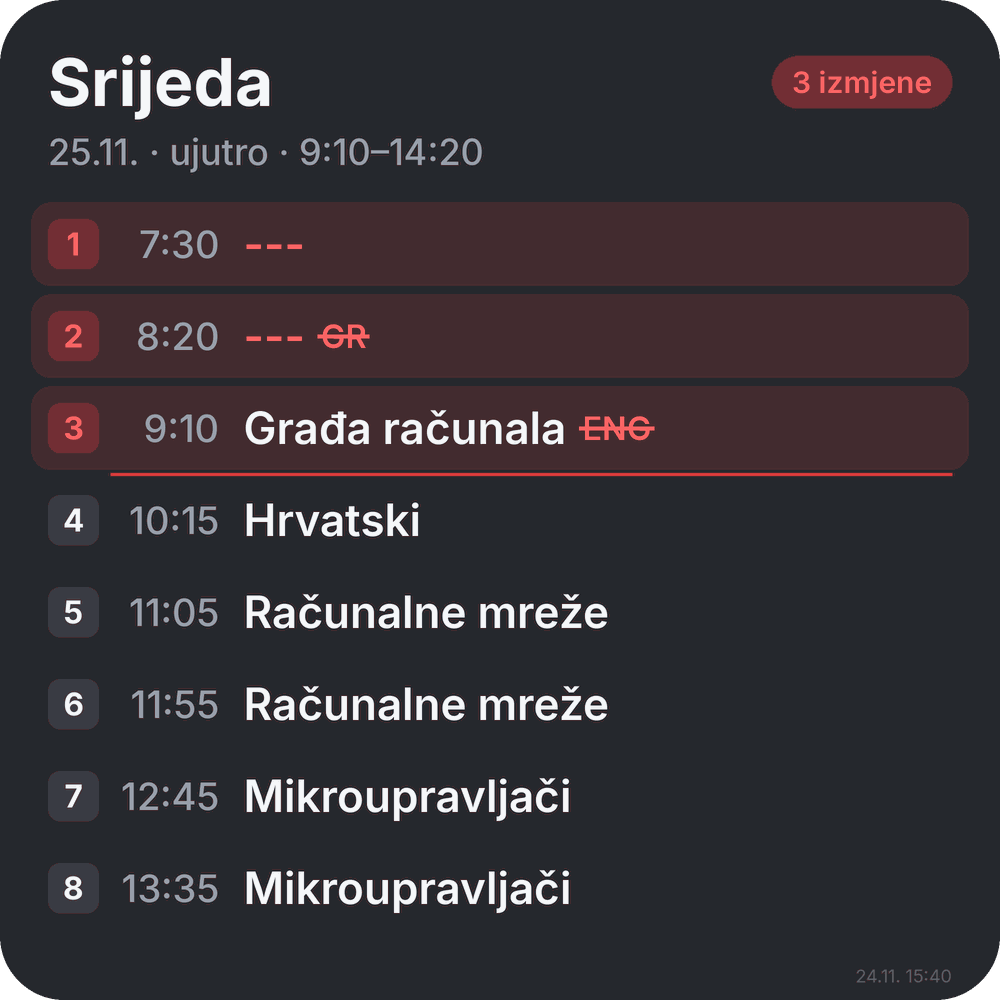 Srijeda
3 izmjene
25.11. · ujutro · 9:10–14:20
1 7:30 ---
2 8:20 --- GR
3 9:10 Građa računala ENG
4 10:15 Hrvatski
5 11:05 Računalne mreže
6 11:55 Računalne mreže
7 12:45 Mikroupravljači
8 13:35 Mikroupravljači
24.11. 15:40